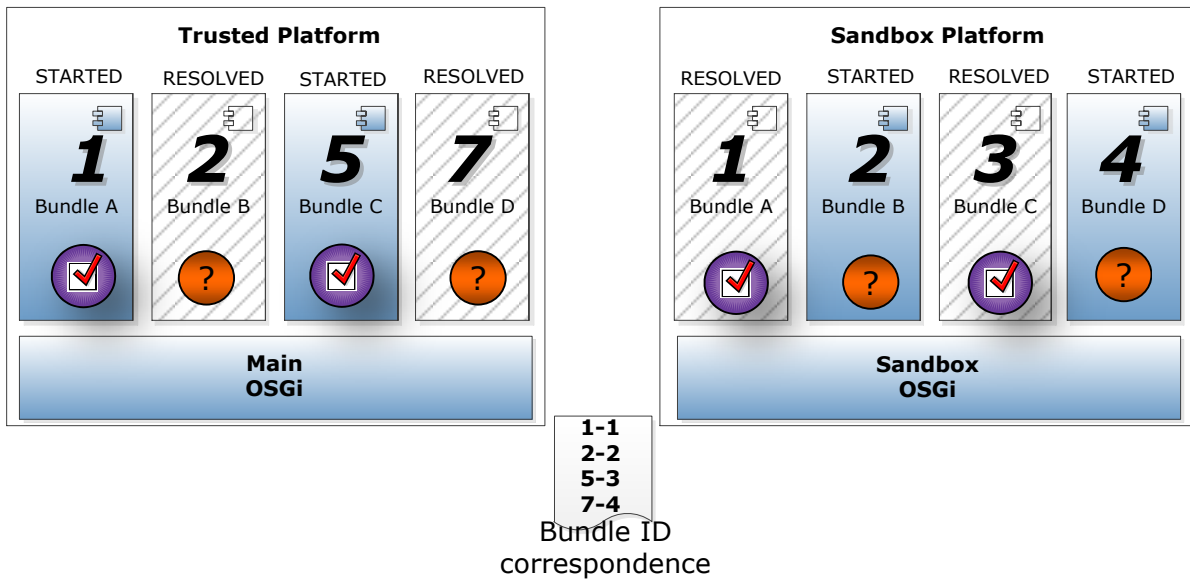 Trusted Platform
STARTED
RESOLVED
STARTED
RESOLVED
1
2
5
7
Bundle A
Bundle B
Bundle C
Bundle D
?
?
Main
OSGi
Sandbox Platform
RESOLVED
STARTED
RESOLVED
STARTED
1
2
3
4
Bundle A
Bundle B
Bundle C
Bundle D
?
?
Sandbox
OSGi
1-1
2-2
5-3
7-4
Bundle ID
correspondence